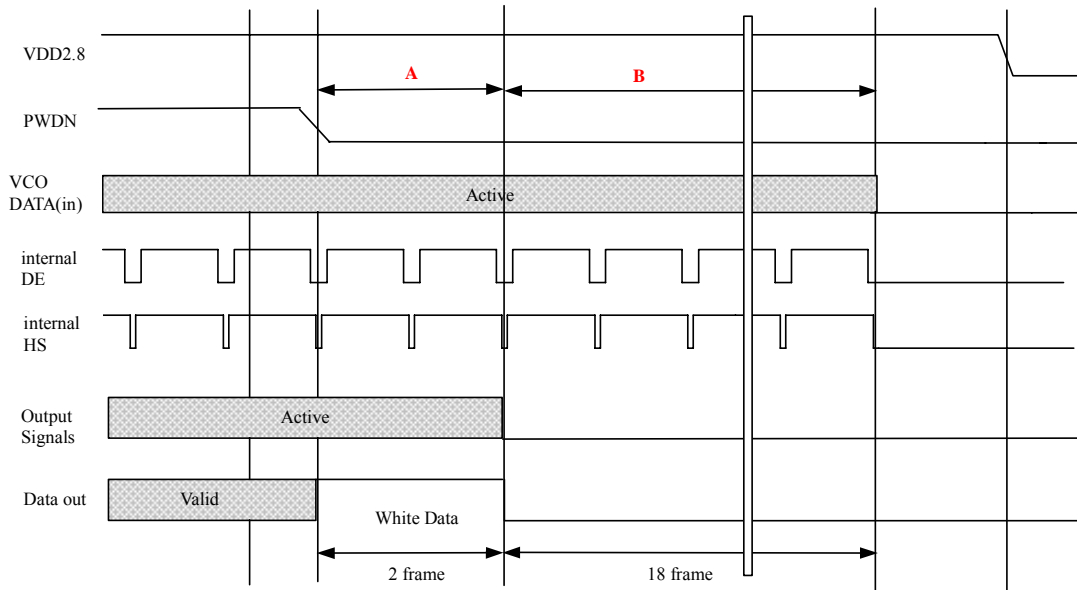 VDD2.8
A
B
PWDN
VCO
DATA(in)
Active
internal
DE
internal
HS
Output
Signals
Active
Data out
Valid
White Data
2 frame
18 frame